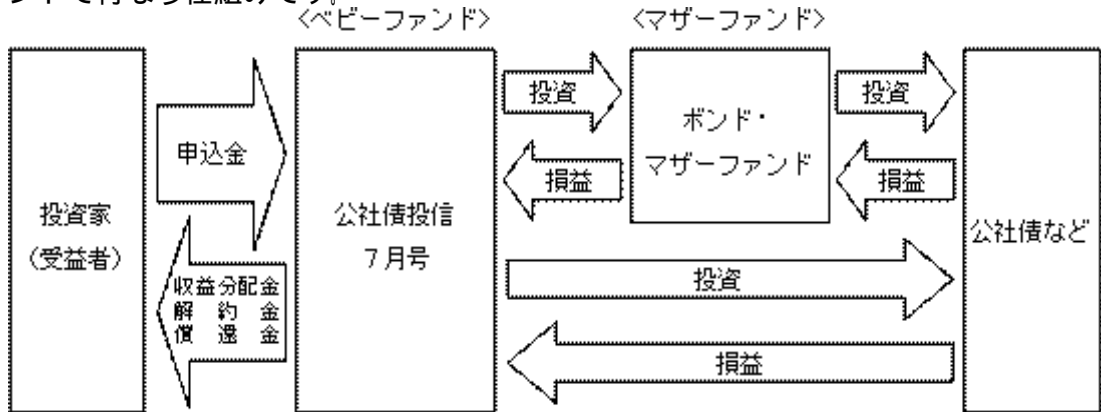 ンドで行なう仕組みです。
〈ベビーファンド〉
〈マザーファンド〉
投資家
(受益者)
申込金
収益分配金
解約金
償還金
公社債投信
7月号
投資
損益
ボンド・
マザーファンド
投資
損益
投資
損益
公社債など